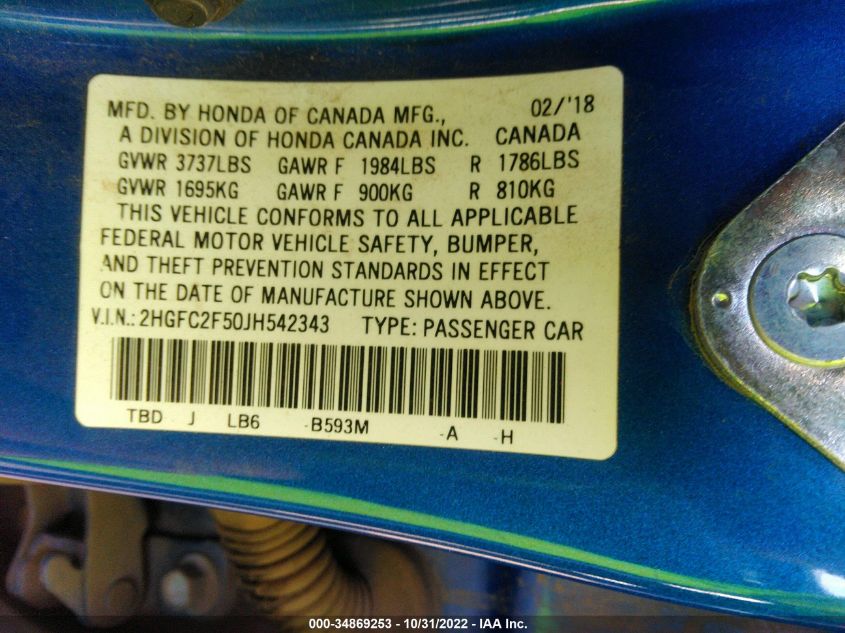 MFD. BY HONDA OF CANADA MFG., 02/'18
A DIVISION OF HONDA CANADA INC. CANADA
GVWR 3737LBS GAWR F 1984LBS R 1786LBS
GVWR 1695KG GAWR F 900KG R 810KG
THIS VEHICLE CONFORMS TO ALL APPLICABLE
FEDERAL MOTOR VEHICLE SAFETY, BUMPER,
AND THEFT PREVENTION STANDARDS IN EFFECT
ON THE DATE OF MANUFACTURE SHOWN ABOVE.
V.I.N.: 2HGFC2F50JH542343 TYPE: PASSENGER CAR
TBD J LB6 -B593M -A -H
000-34869253 - 10/31/2022 - IAA Inc.